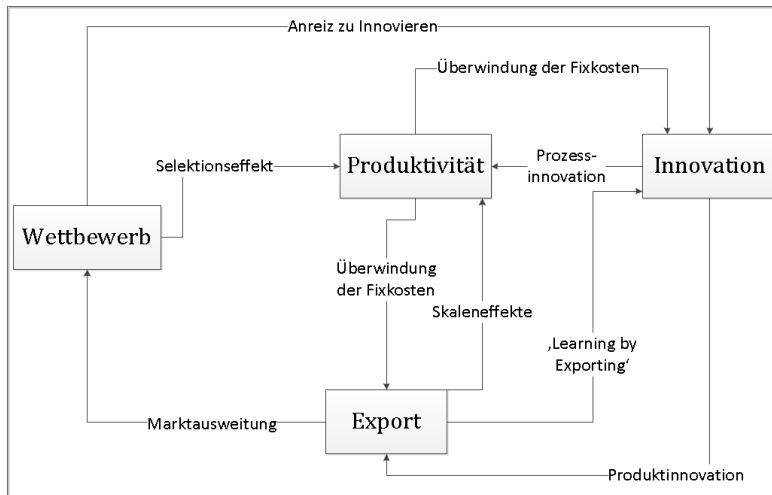 Anreiz zu Innovieren
Überwindung der Fixkosten
Selektionseffekt
Produktivität
Prozess-
innovation
Innovation
Wettbewerb
Überwindung
der Fixkosten
Skaleneffekte
‚Learning by
Exporting‘
Marktausweitung
Export
Produktinnovation